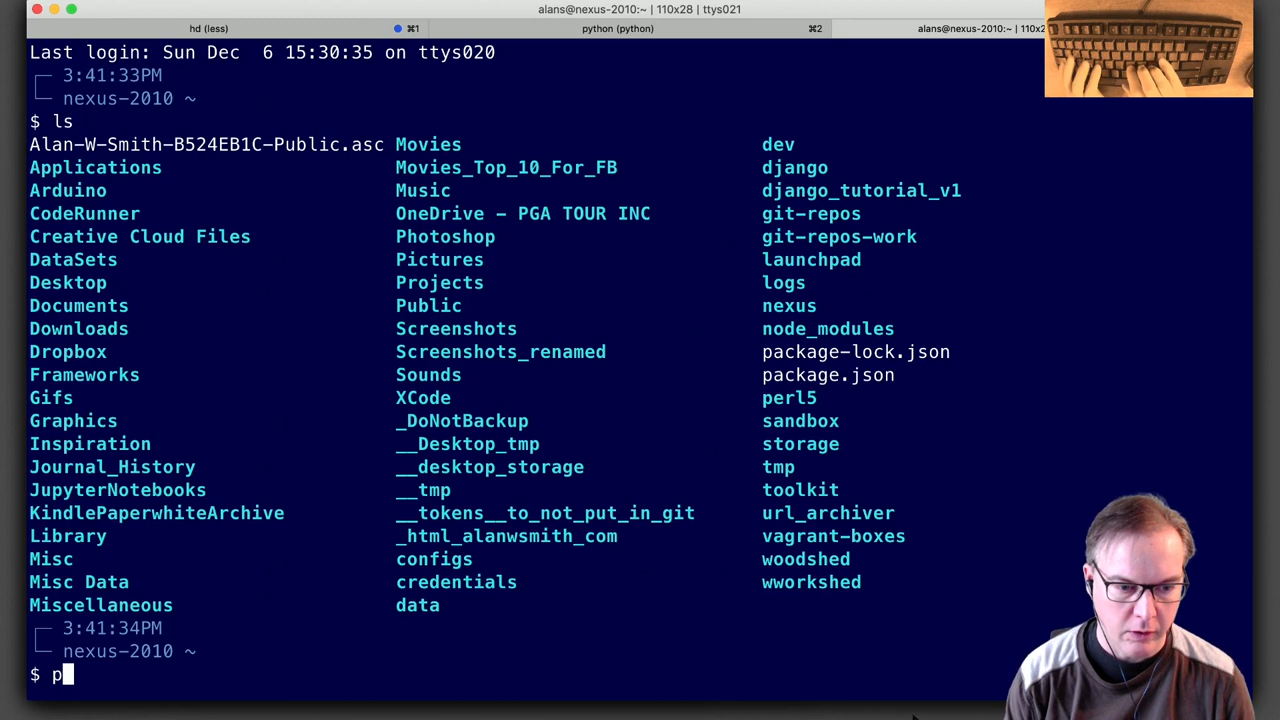 alans@nexus-2010:~ | 110x28 | ttys021
hd (less) ⌘1 python (python) ⌘2 alans@nexus-2010:~ | 110x2
Last login: Sun Dec  6 15:30:35 on ttys020
3:41:33PM
nexus-2010 ~
$ ls
Alan-W-Smith-B524EB1C-Public.asc Movies dev
Applications Movies_Top_10_For_FB django
Arduino Music django_tutorial_v1
CodeRunner OneDrive - PGA TOUR INC git-repos
Creative Cloud Files Photoshop git-repos-work
DataSets Pictures launchpad
Desktop Projects logs
Documents Public nexus
Downloads Screenshots node_modules
Dropbox Screenshots_renamed package-lock.json
Frameworks Sounds package.json
Gifs XCode perl5
Graphics _DoNotBackup sandbox
Inspiration __Desktop_tmp storage
Journal_History __desktop_storage tmp
JupyterNotebooks __tmp toolkit
KindlePaperwhiteArchive __tokens__to_not_put_in_git url_archiver
Library _html_alanwsmith_com vagrant-boxes
Misc configs woodshed
Misc Data credentials wworkshed
Miscellaneous data
3:41:34PM
nexus-2010 ~
$ p